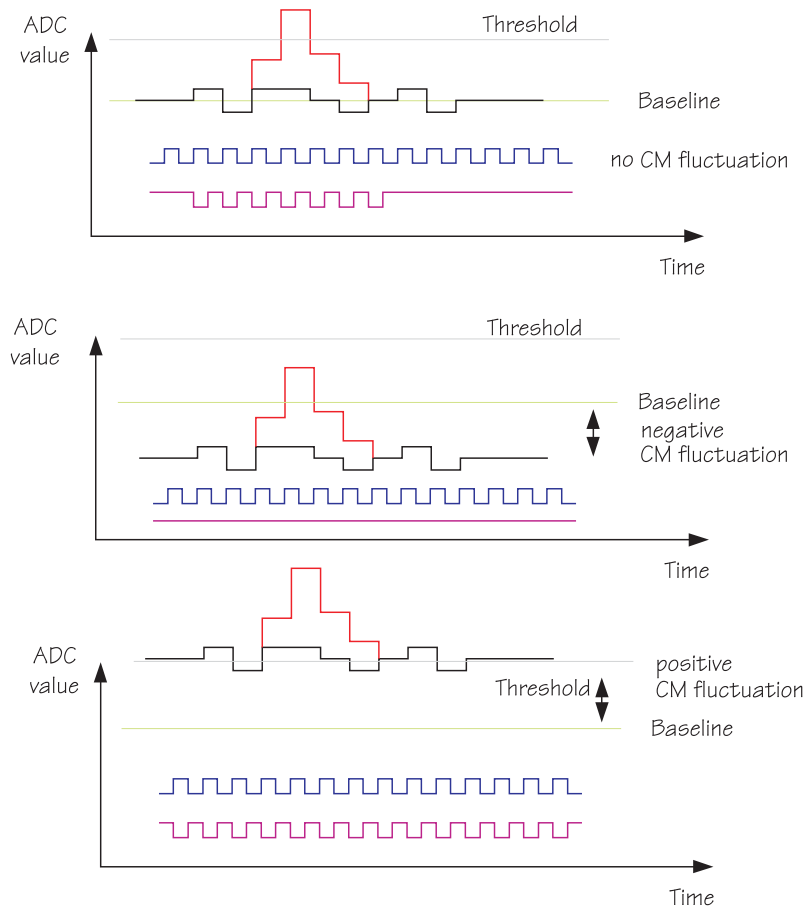 ADC
value
Threshold
Baseline
no CM fluctuation
Time
ADC
value
Threshold
Baseline
negative
CM fluctuation
Time
ADC
value
positive
CM fluctuation
Threshold
Baseline
Time